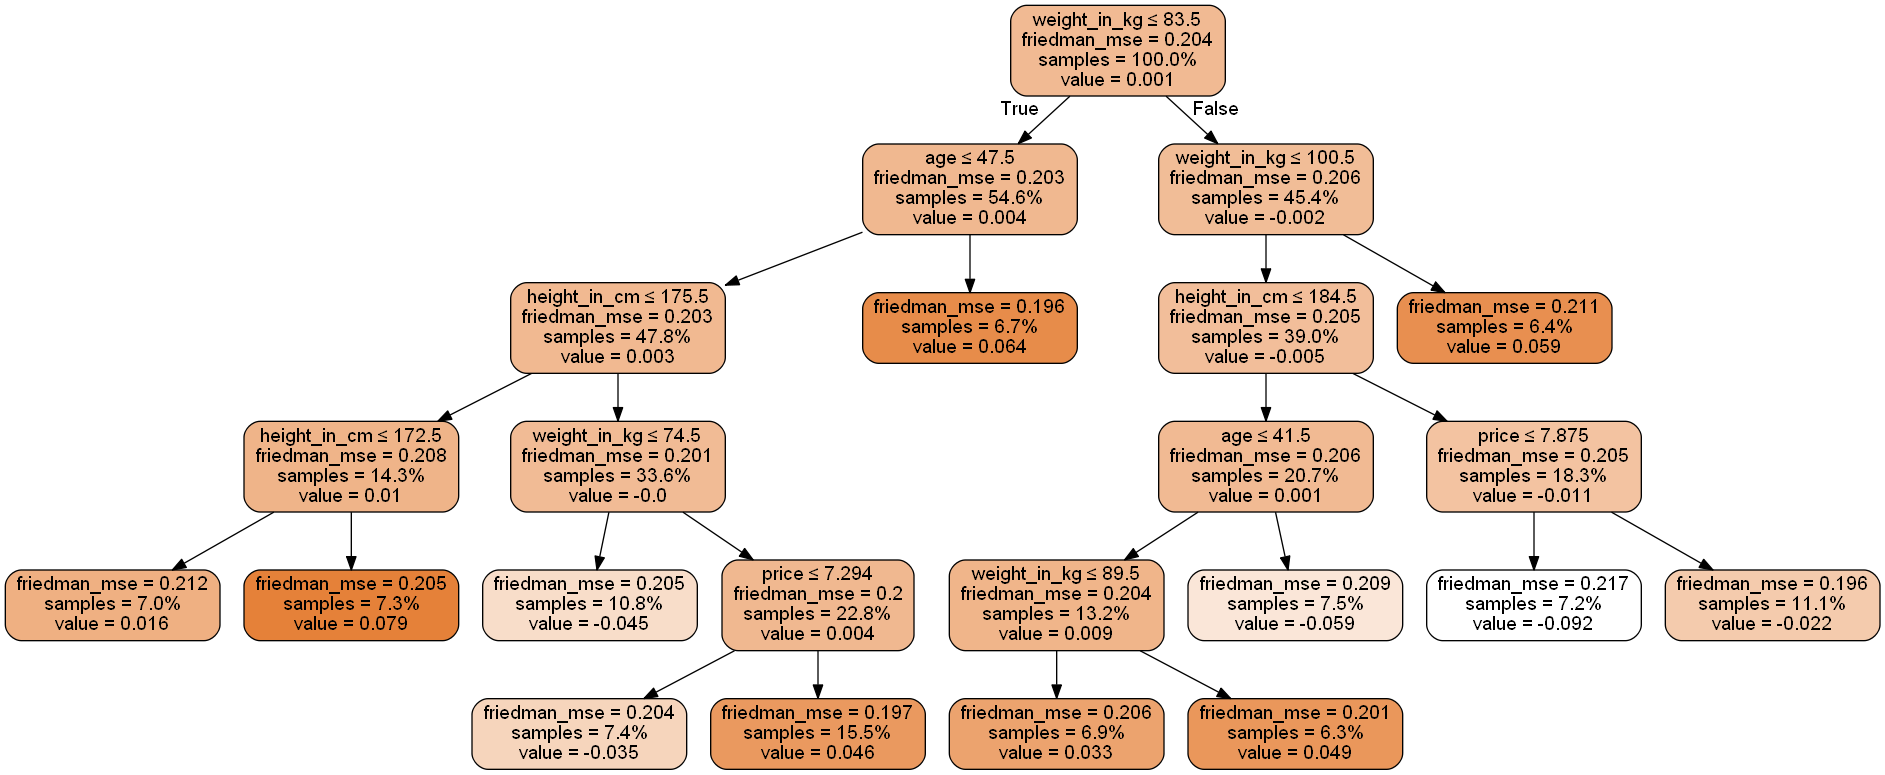 weight_in_kg ≤ 83.5
friedman_mse = 0.204
samples = 100.0%
value = 0.001
True
False
age ≤ 47.5
friedman_mse = 0.203
samples = 54.6%
value = 0.004
weight_in_kg ≤ 100.5
friedman_mse = 0.206
samples = 45.4%
value = -0.002
height_in_cm ≤ 175.5
friedman_mse = 0.203
samples = 47.8%
value = 0.003
friedman_mse = 0.196
samples = 6.7%
value = 0.064
height_in_cm ≤ 184.5
friedman_mse = 0.205
samples = 39.0%
value = -0.005
friedman_mse = 0.211
samples = 6.4%
value = 0.059
height_in_cm ≤ 172.5
friedman_mse = 0.208
samples = 14.3%
value = 0.01
weight_in_kg ≤ 74.5
friedman_mse = 0.201
samples = 33.6%
value = -0.0
age ≤ 41.5
friedman_mse = 0.206
samples = 20.7%
value = 0.001
price ≤ 7.875
friedman_mse = 0.205
samples = 18.3%
value = -0.011
friedman_mse = 0.212
samples = 7.0%
value = 0.016
friedman_mse = 0.205
samples = 7.3%
value = 0.079
friedman_mse = 0.205
samples = 10.8%
value = -0.045
price ≤ 7.294
friedman_mse = 0.2
samples = 22.8%
value = 0.004
weight_in_kg ≤ 89.5
friedman_mse = 0.204
samples = 13.2%
value = 0.009
friedman_mse = 0.209
samples = 7.5%
value = -0.059
friedman_mse = 0.217
samples = 7.2%
value = -0.092
friedman_mse = 0.196
samples = 11.1%
value = -0.022
friedman_mse = 0.204
samples = 7.4%
value = -0.035
friedman_mse = 0.197
samples = 15.5%
value = 0.046
friedman_mse = 0.206
samples = 6.9%
value = 0.033
friedman_mse = 0.201
samples = 6.3%
value = 0.049